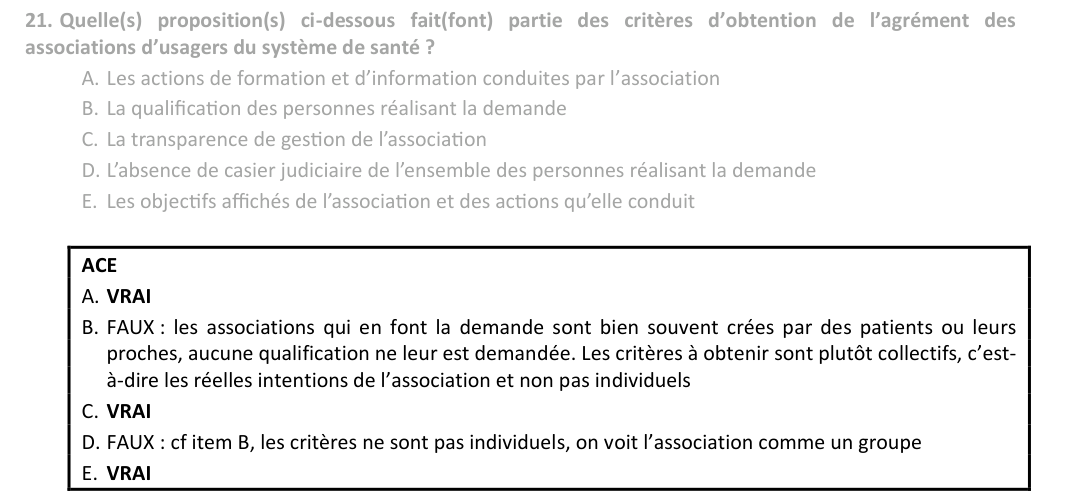 21. Quelle(s) proposition(s) ci-dessous fait(font) partie des critères d’obtention de l’agrément des
associations d’usagers du système de santé ?
A. Les actions de formation et d’information conduites par l’association
B. La qualification des personnes réalisant la demande
C. La transparence de gestion de l’association
D. L’absence de casier judiciaire de l’ensemble des personnes réalisant la demande
E. Les objectifs affichés de l’association et des actions qu’elle conduit
ACE
A. VRAI
B. FAUX : les associations qui en font la demande sont bien souvent crées par des patients ou leurs
proches, aucune qualification ne leur est demandée. Les critères à obtenir sont plutôt collectifs, c’est-
à-dire les réelles intentions de l’association et non pas individuels
C. VRAI
D. FAUX : cf item B, les critères ne sont pas individuels, on voit l’association comme un groupe
E. VRAI